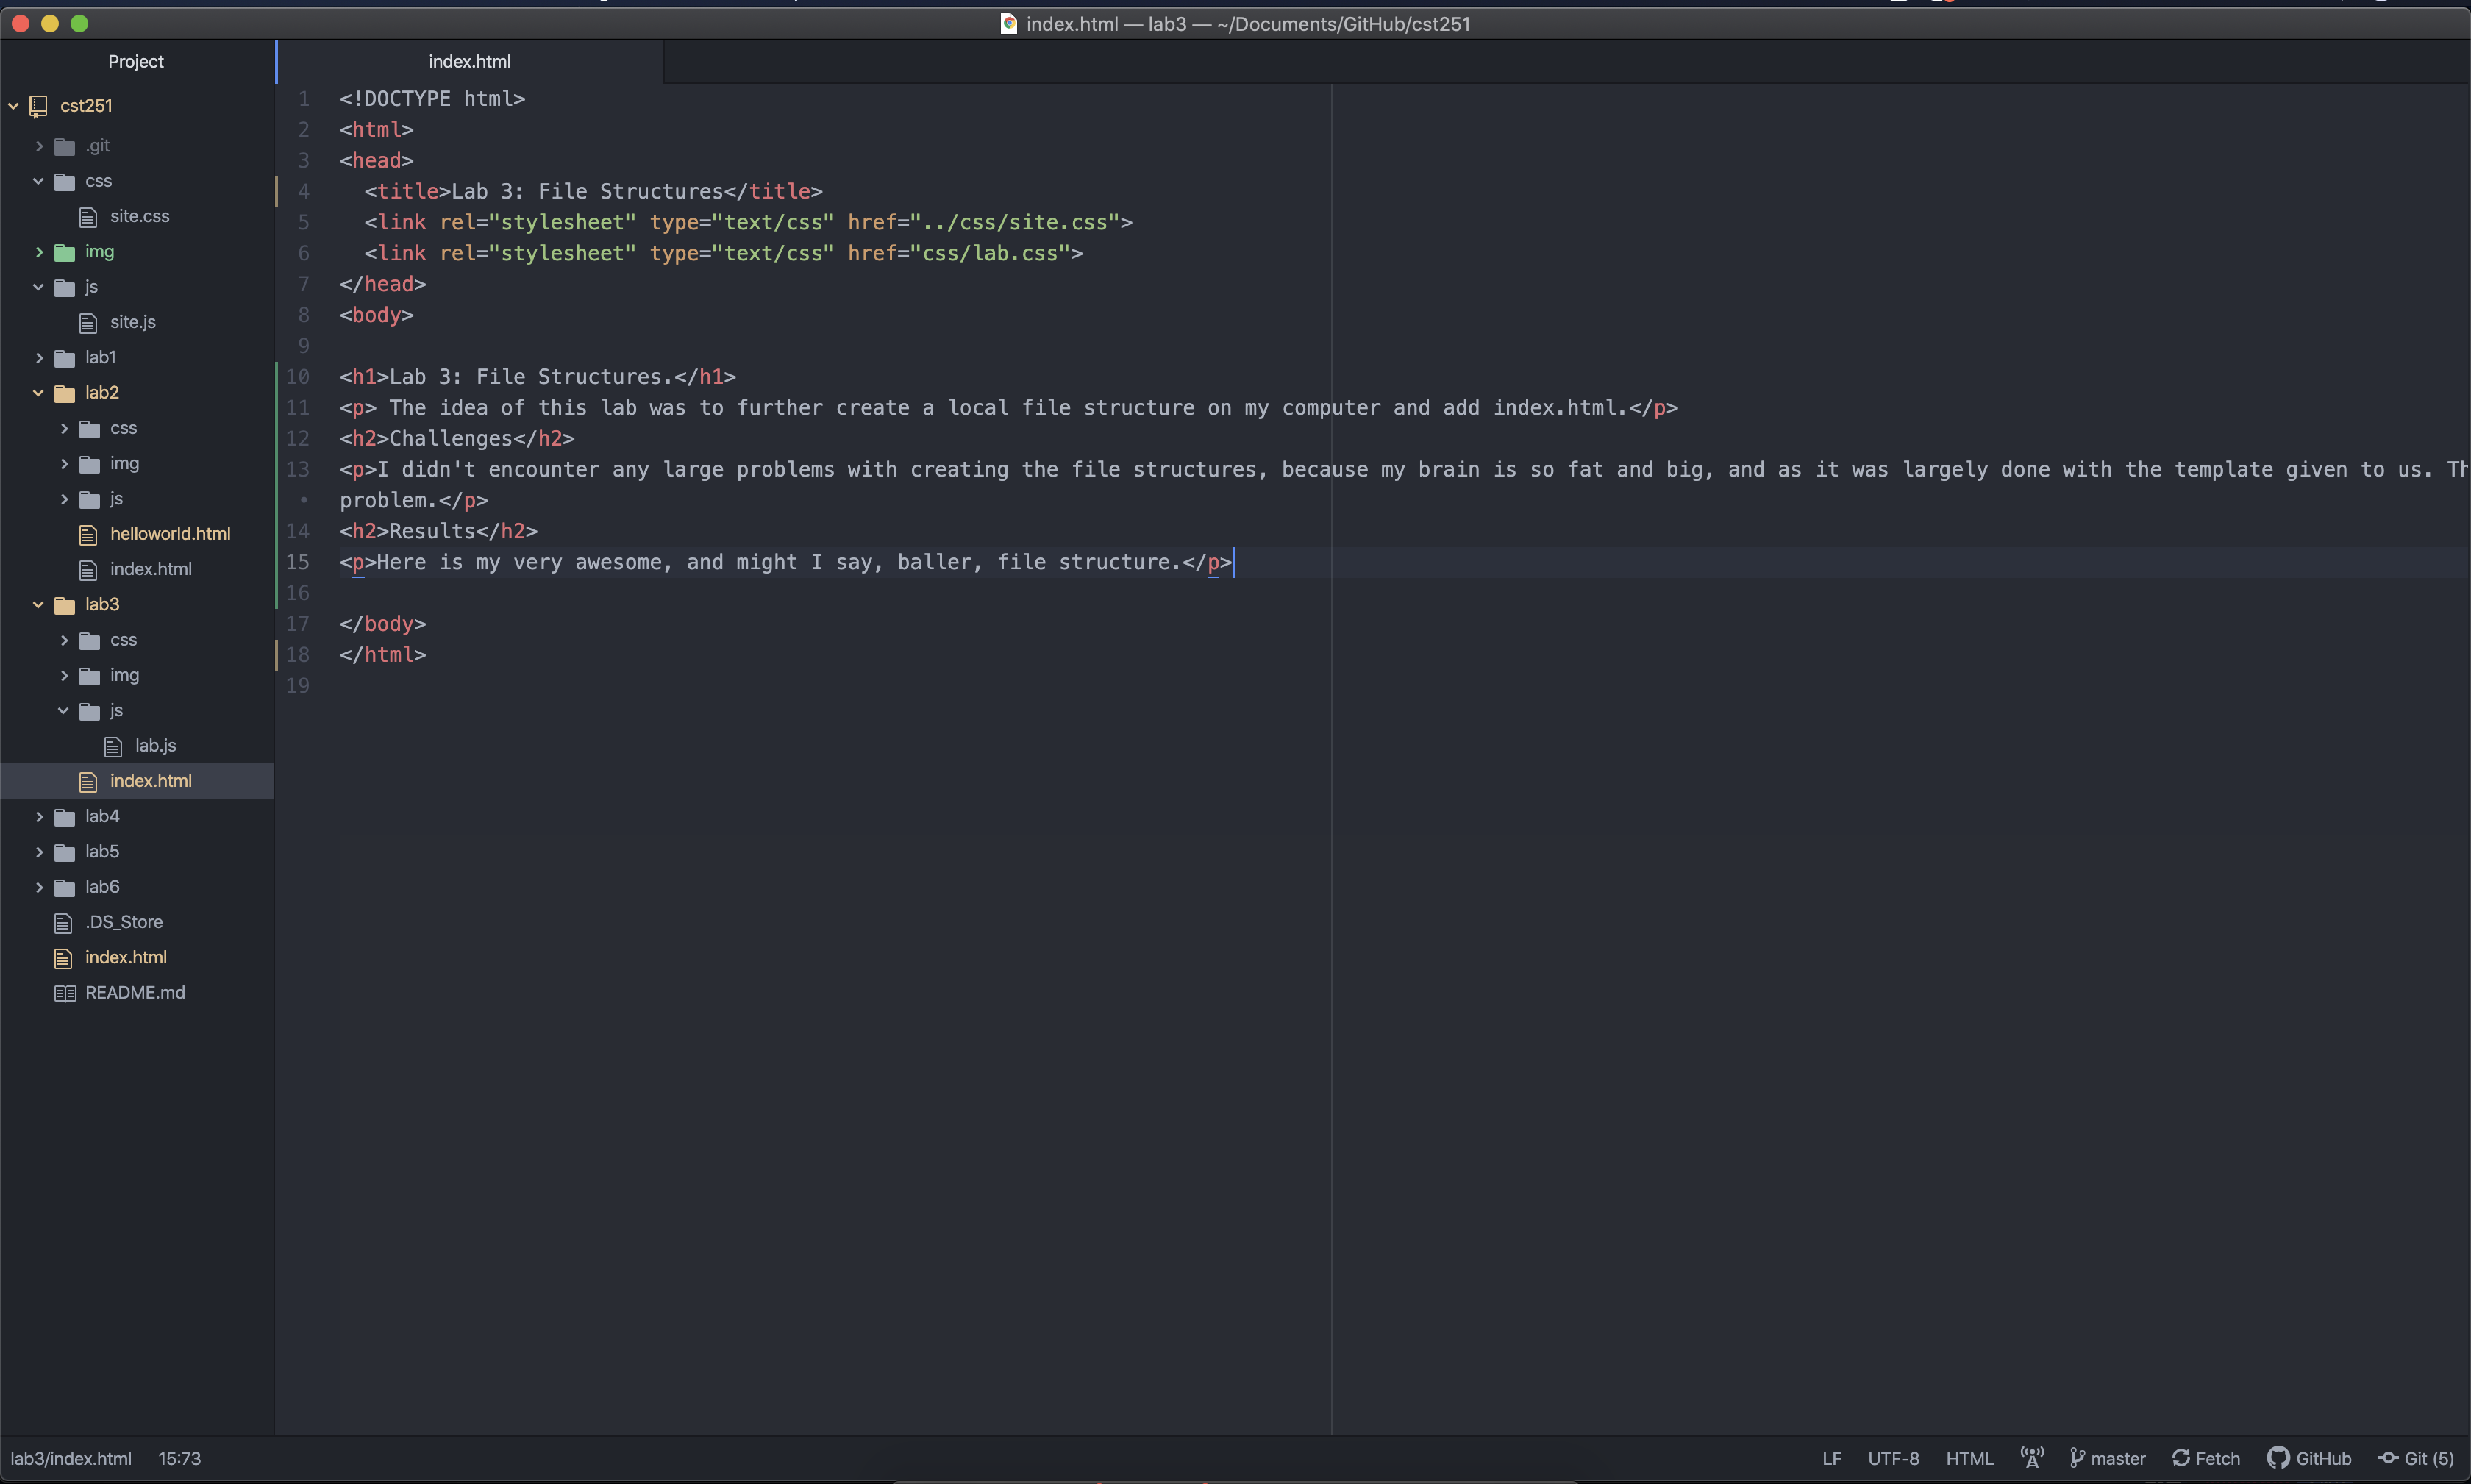 index.html — lab3 — ~/Documents/GitHub/cst251
Project
cst251
.git
css
site.css
img
js
site.js
lab1
lab2
css
img
js
helloworld.html
index.html
lab3
css
img
js
lab.js
index.html
lab4
lab5
lab6
.DS_Store
index.html
README.md
index.html
1 <!DOCTYPE html>
2 <html>
3 <head>
4 <title>Lab 3: File Structures</title>
5 <link rel="stylesheet" type="text/css" href="../css/site.css">
6 <link rel="stylesheet" type="text/css" href="css/lab.css">
7 </head>
8 <body>
9
10 <h1>Lab 3: File Structures.</h1>
11 <p> The idea of this lab was to further create a local file structure on my computer and add index.html.</p>
12 <h2>Challenges</h2>
13 <p>I didn't encounter any large problems with creating the file structures, because my brain is so fat and big, and as it was largely done with the template given to us. Th
• problem.</p>
14 <h2>Results</h2>
15 <p>Here is my very awesome, and might I say, baller, file structure.</p>
16
17 </body>
18 </html>
19
lab3/index.html 15:73 LF UTF-8 HTML master Fetch GitHub Git (5)